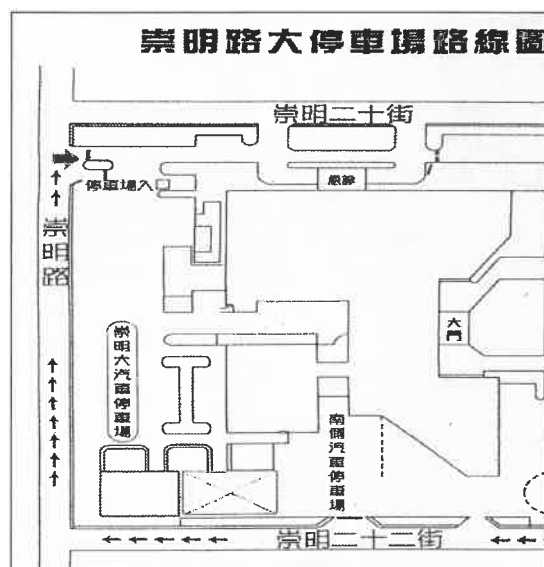 崇明路大停車場路線圖
崇明二十街
急診
停車場入
崇明路
大門
崇明大汽車停車場
南側汽車停車場
崇明二十二街